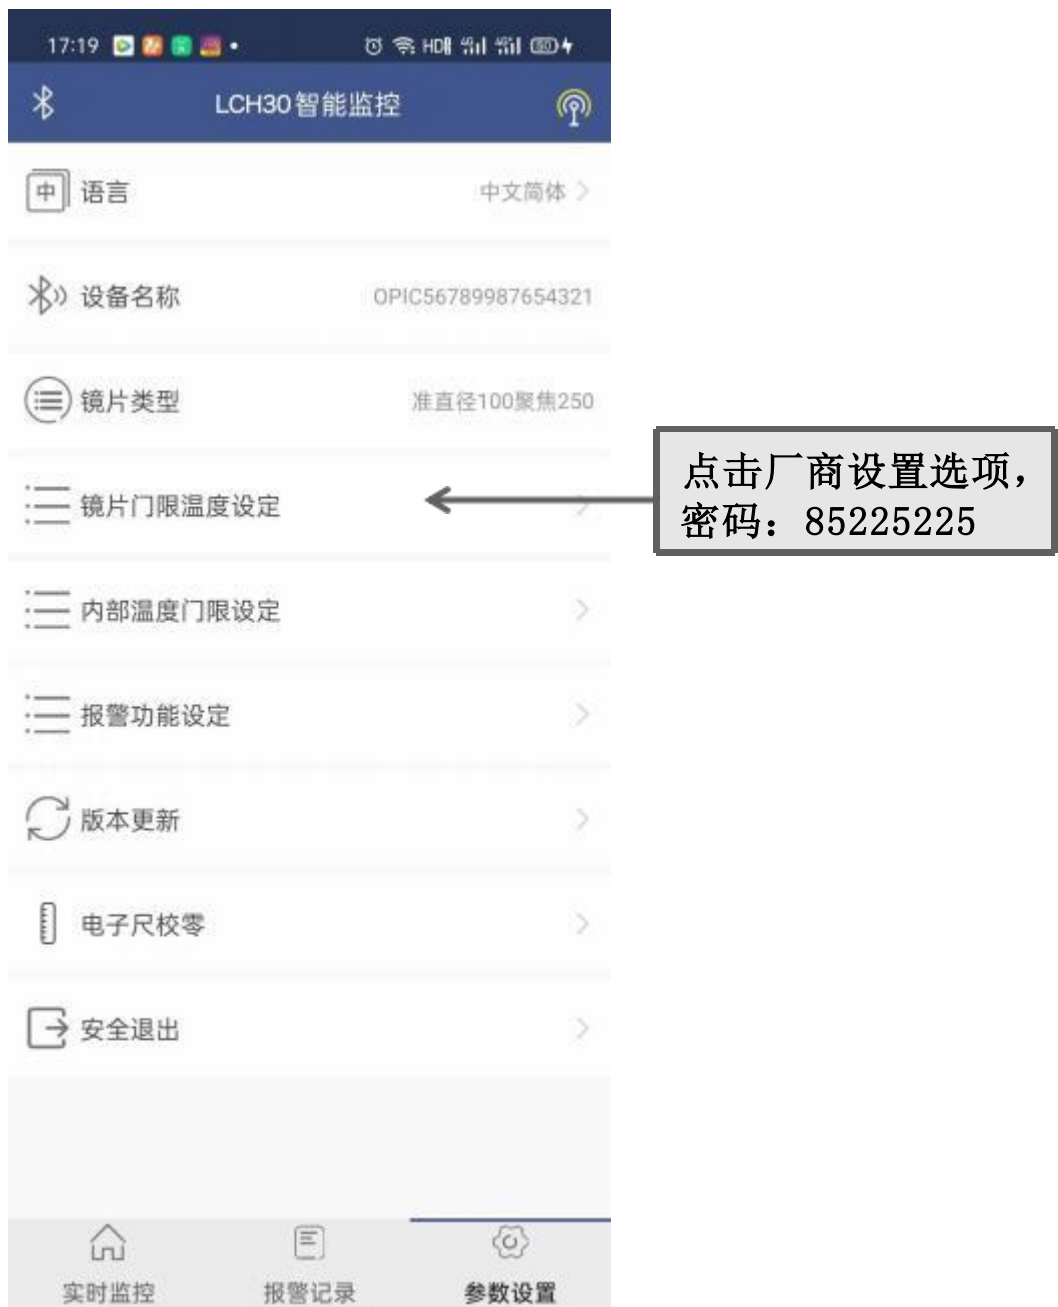 17:19
HD
LCH30智能监控
中 语言 中文简体
设备名称 OPIC56789987654321
镜片类型 准直径100聚焦250
镜片门限温度设定
点击厂商设置选项，
密码：85225225
内部温度门限设定
报警功能设定
版本更新
电子尺校零
安全退出
实时监控 报警记录 参数设置